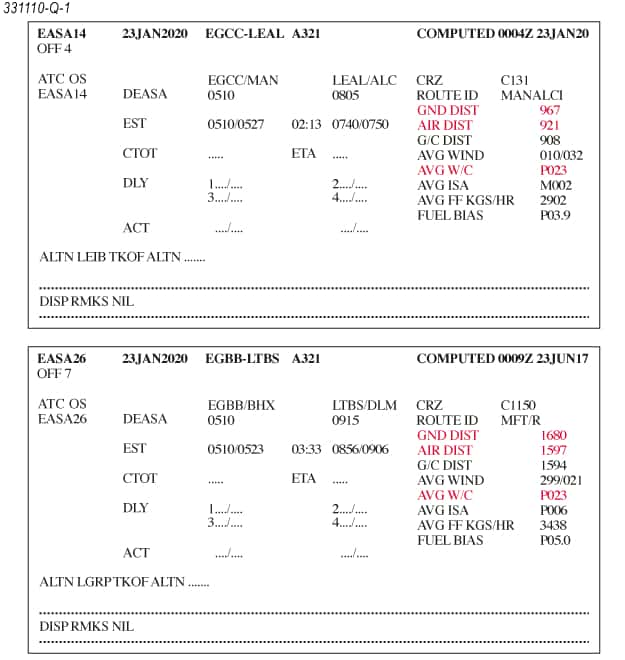 331110-Q-1
EASA14 23JAN2020 EGCC-LEAL A321 COMPUTED 0004Z 23JAN20
OFF 4
ATC OS EGCC/MAN LEAL/ALC CRZ C131
EASA14 DEASA 0510 0805 ROUTE ID MANALCI
GND DIST 967
EST 0510/0527 02:13 0740/0750 AIR DIST 921
G/C DIST 908
CTOT ..... ETA ..... AVG WIND 010/032
AVG W/C P023
DLY 1..../.... 2..../.... AVG ISA M002
3..../.... 4..../.... AVG FF KGS/HR 2902
FUEL BIAS P03.9
ACT ..../.... ..../....
ALTN LEIB TKOF ALTN .......
DISP RMKS NIL
EASA26 23JAN2020 EGBB-LTBS A321 COMPUTED 0009Z 23JUN17
OFF 7
ATC OS EGBB/BHX LTBS/DLM CRZ C1150
EASA26 DEASA 0510 0915 ROUTE ID MFT/R
GND DIST 1680
EST 0510/0523 03:33 0856/0906 AIR DIST 1597
G/C DIST 1594
CTOT ..... ETA ..... AVG WIND 299/021
AVG W/C P023
DLY 1..../.... 2..../.... AVG ISA P006
3..../.... 4..../.... AVG FF KGS/HR 3438
FUEL BIAS P05.0
ACT ..../.... ..../....
ALTN LGRP TKOF ALTN .......
DISP RMKS NIL